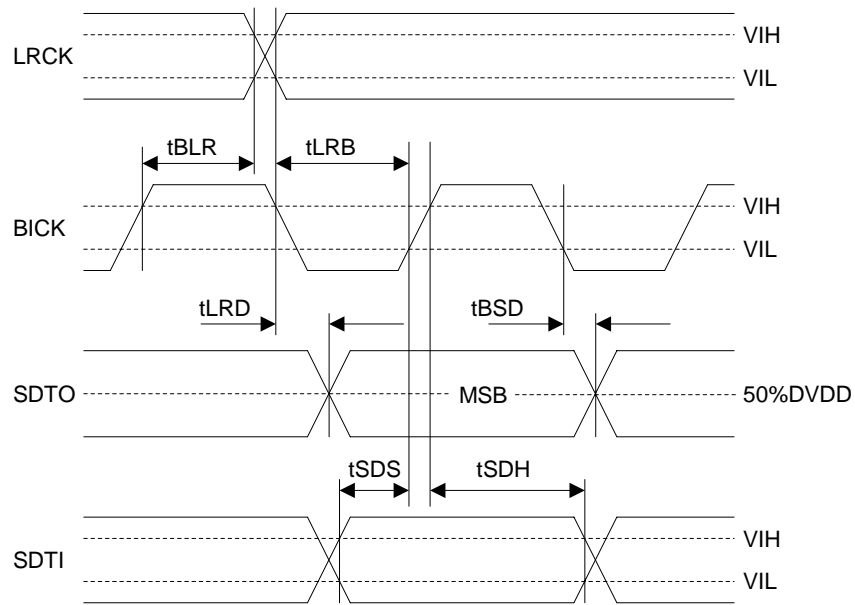 LRCK
VIH
VIL
tBLR
tLRB
BICK
VIH
VIL
tLRD
tBSD
SDTO
MSB
50%DVDD
tSDS
tSDH
SDTI
VIH
VIL